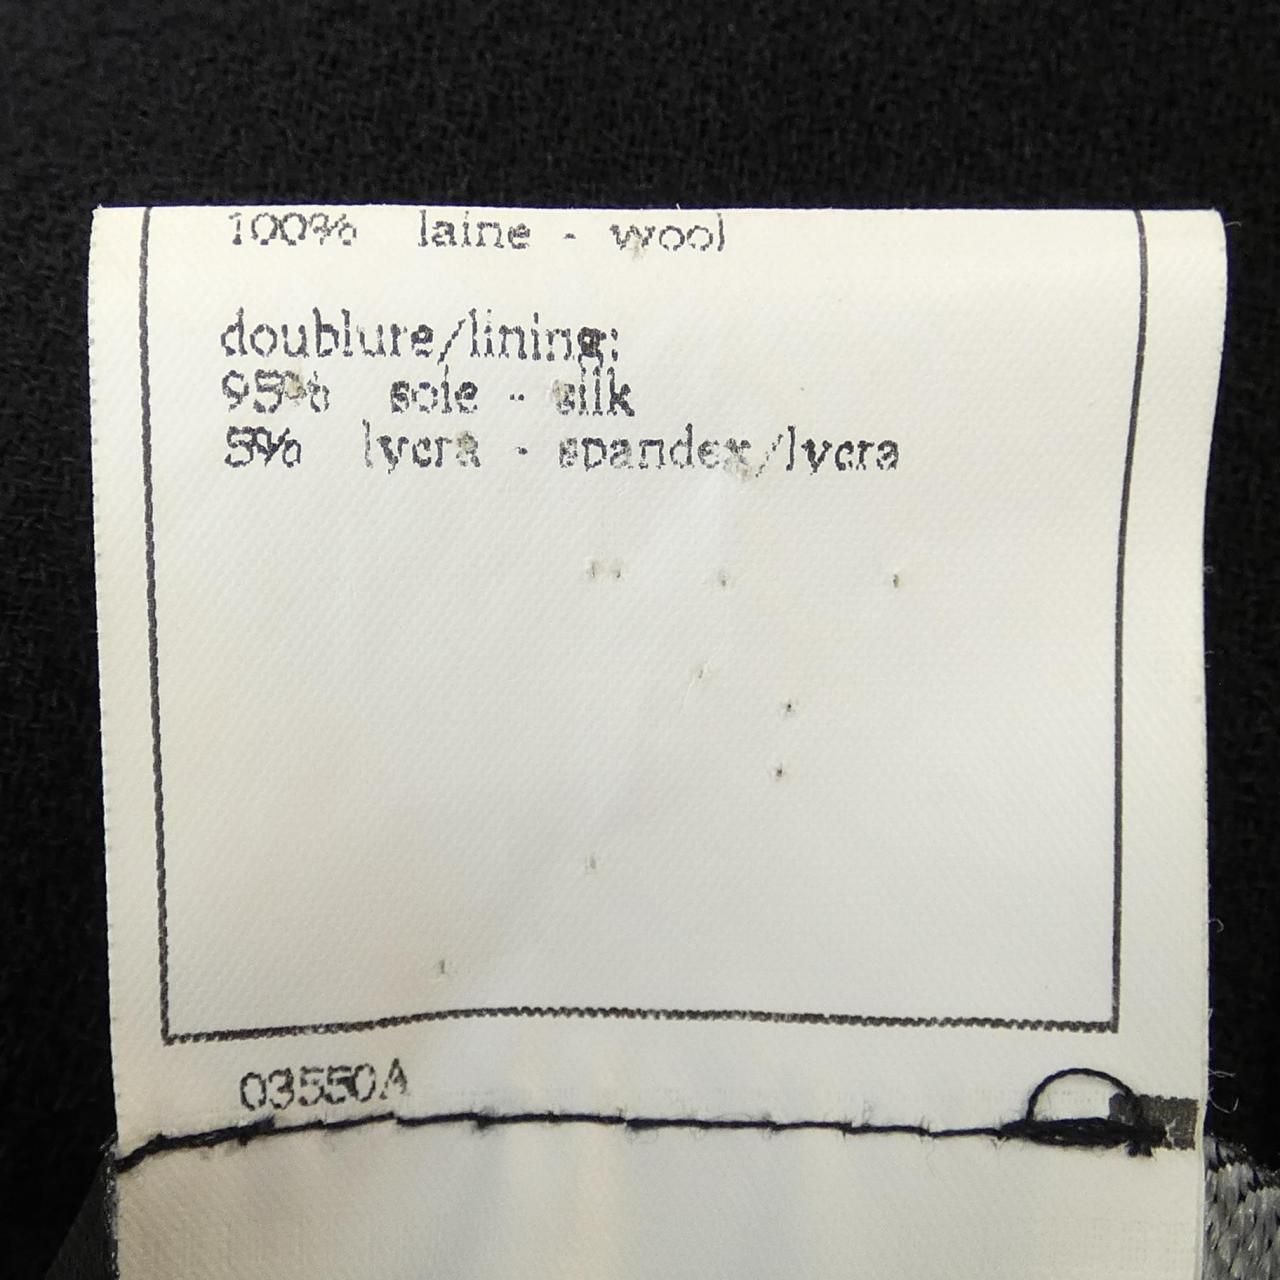 100% laine - wool
doublure/lining:
95% soie - silk
5% lycra - spandex/lycra
03550A